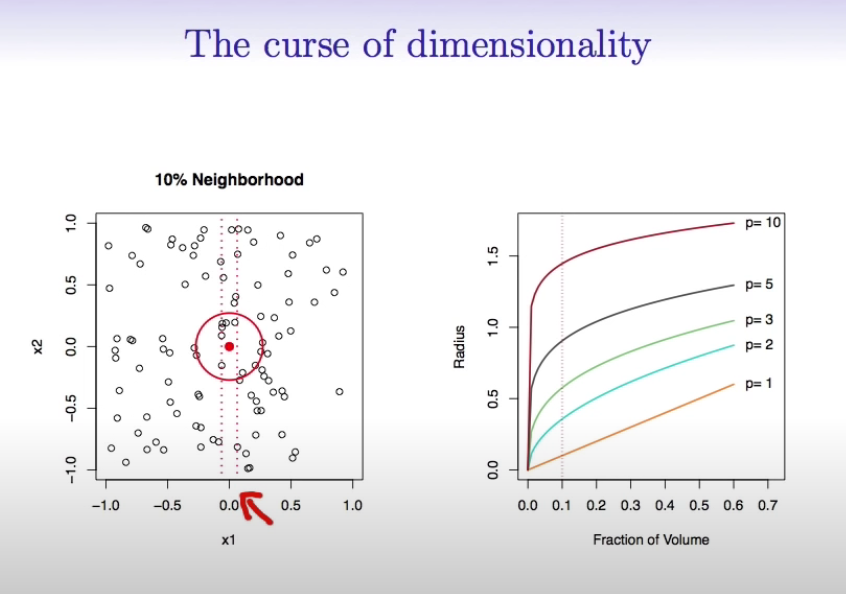 The curse of dimensionality
10% Neighborhood
x2
1.0
0.5
0.0
−0.5
−1.0
−1.0
−0.5
0.0
0.5
1.0
x1
Radius
1.5
1.0
0.5
0.0
p= 10
p= 5
p= 3
p= 2
p= 1
0.0
0.1
0.2
0.3
0.4
0.5
0.6
0.7
Fraction of Volume